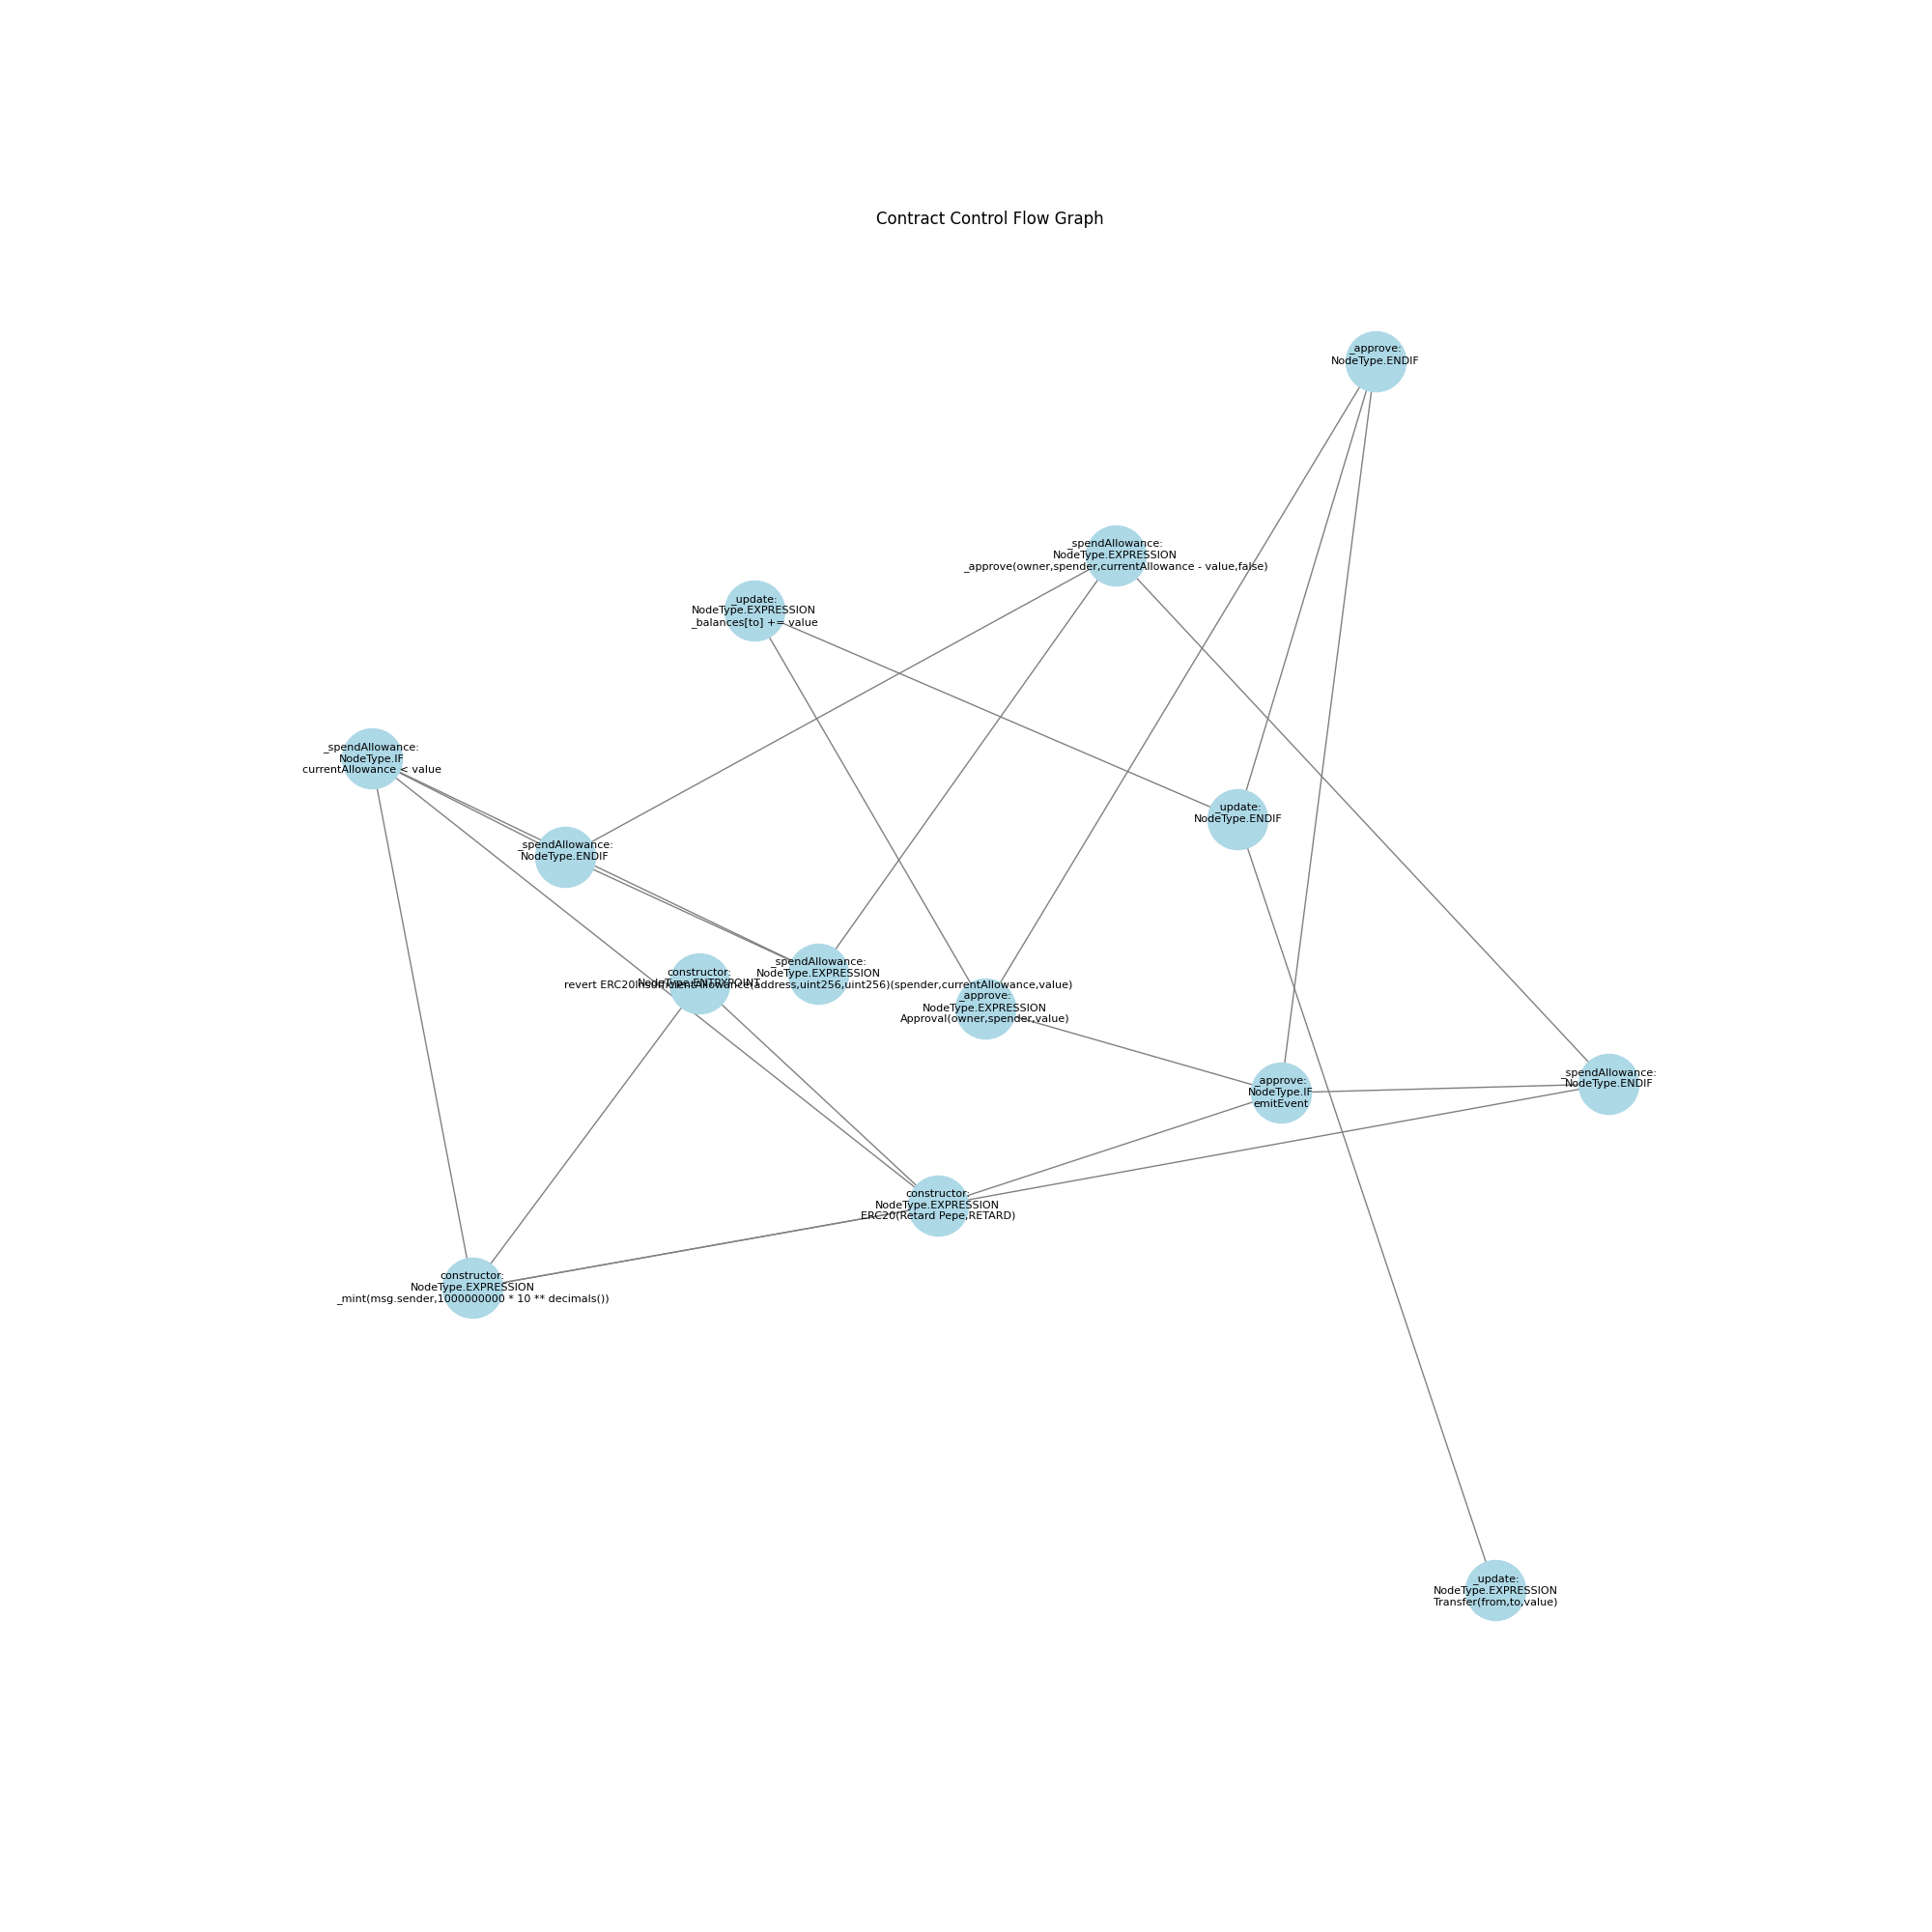 Contract Control Flow Graph
_approve:
NodeType.ENDIF
_spendAllowance:
NodeType.EXPRESSION
_approve(owner,spender,currentAllowance - value,false)
_update:
NodeType.EXPRESSION
_balances[to] += value
_spendAllowance:
NodeType.IF
currentAllowance < value
_update:
NodeType.ENDIF
_spendAllowance:
NodeType.ENDIF
_spendAllowance:
NodeType.EXPRESSION
revert ERC20InsufficientAllowance(address,uint256,uint256)(spender,currentAllowance,value)
constructor:
NodeType.ENTRYPOINT
_approve:
NodeType.EXPRESSION
Approval(owner,spender,value)
_approve:
NodeType.IF
emitEvent
_spendAllowance:
NodeType.ENDIF
constructor:
NodeType.EXPRESSION
ERC20(Retard Pepe,RETARD)
constructor:
NodeType.EXPRESSION
_mint(msg.sender,1000000000 * 10 ** decimals())
_update:
NodeType.EXPRESSION
Transfer(from,to,value)